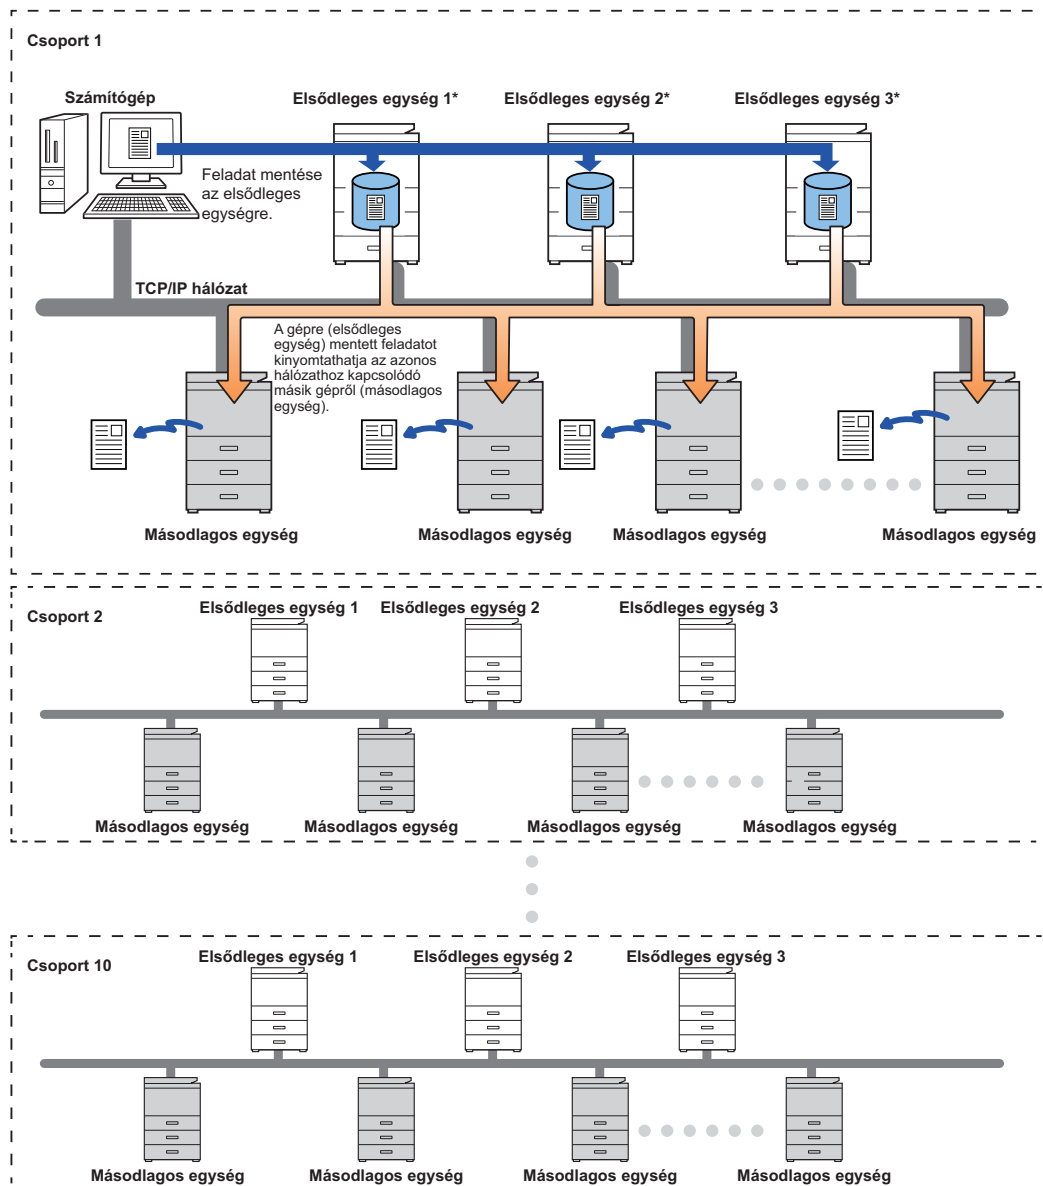 Csoport 1
Számítógép
Elsődleges egység 1*
Elsődleges egység 2*
Elsődleges egység 3*
Feladat mentése
az elsődleges
egységre.
TCP/IP hálózat
A gépre (elsődleges
egység) mentett feladatot
kinyomtathatja az azonos
hálózathoz kapcsolódó
másik gépről (másodlagos
egység).
Másodlagos egység
Másodlagos egység
Másodlagos egység
Másodlagos egység
Csoport 2
Elsődleges egység 1
Elsődleges egység 2
Elsődleges egység 3
Másodlagos egység
Másodlagos egység
Másodlagos egység
Másodlagos egység
Csoport 10
Elsődleges egység 1
Elsődleges egység 2
Elsődleges egység 3
Másodlagos egység
Másodlagos egység
Másodlagos egység
Másodlagos egység